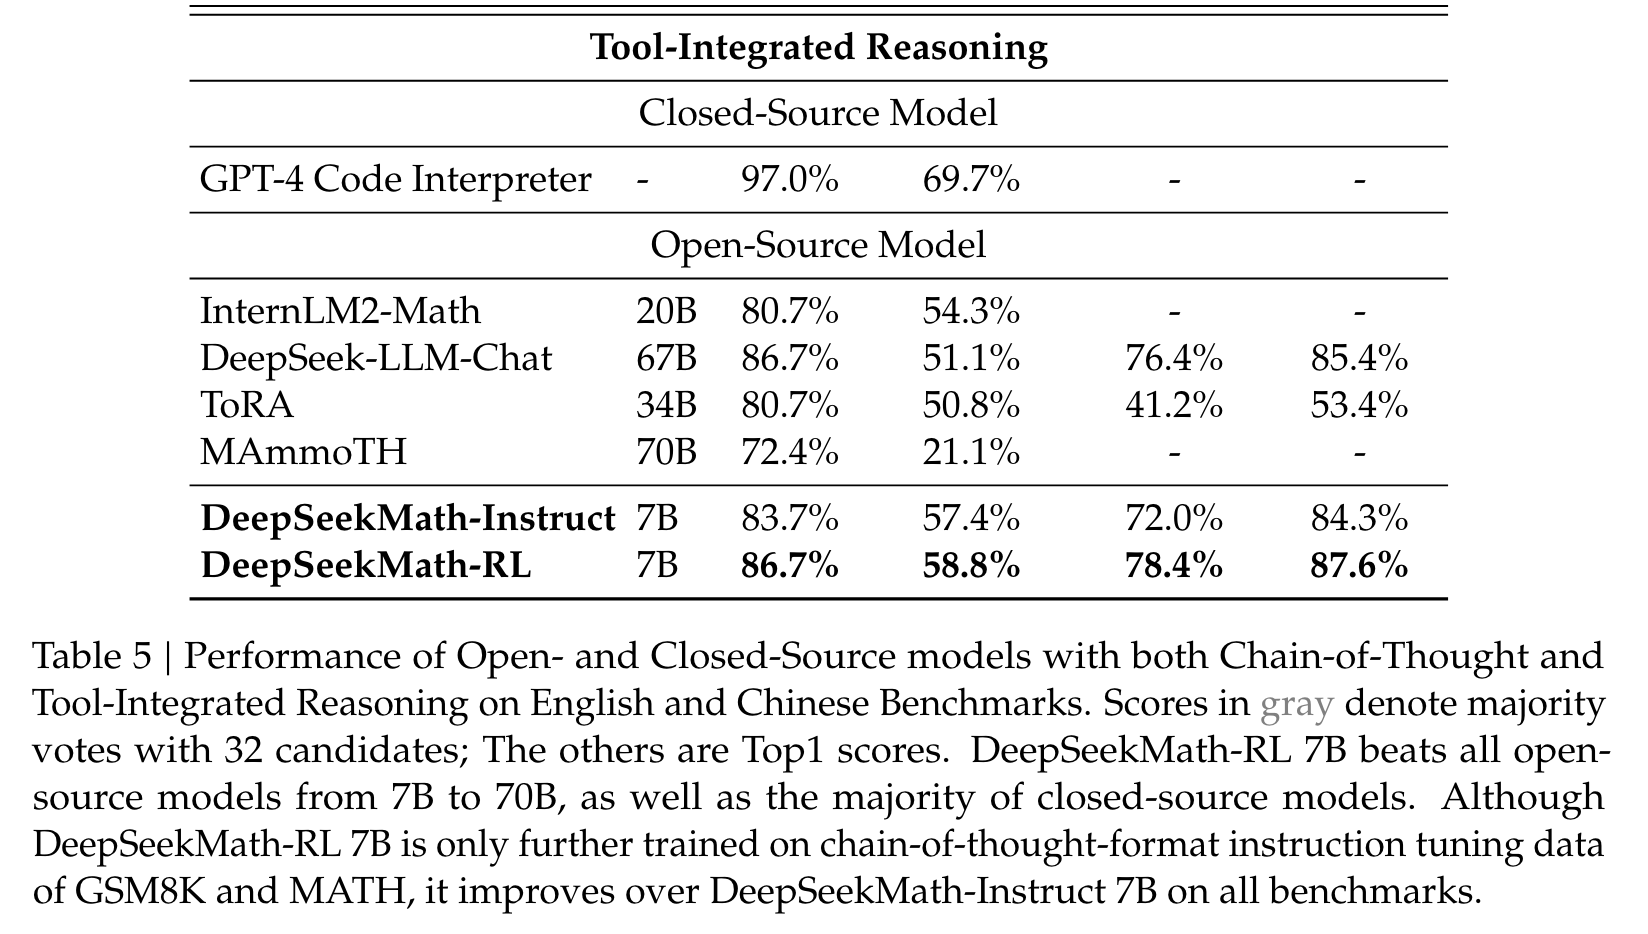 Tool-Integrated Reasoning
Closed-Source Model
GPT-4 Code Interpreter - 97.0% 69.7% - -
Open-Source Model
InternLM2-Math 20B 80.7% 54.3% - -
DeepSeek-LLM-Chat 67B 86.7% 51.1% 76.4% 85.4%
ToRA 34B 80.7% 50.8% 41.2% 53.4%
MAmmoTH 70B 72.4% 21.1% - -
DeepSeekMath-Instruct 7B 83.7% 57.4% 72.0% 84.3%
DeepSeekMath-RL 7B 86.7% 58.8% 78.4% 87.6%
Table 5 | Performance of Open- and Closed-Source models with both Chain-of-Thought and
Tool-Integrated Reasoning on English and Chinese Benchmarks. Scores in gray denote majority
votes with 32 candidates; The others are Top1 scores. DeepSeekMath-RL 7B beats all open-
source models from 7B to 70B, as well as the majority of closed-source models. Although
DeepSeekMath-RL 7B is only further trained on chain-of-thought-format instruction tuning data
of GSM8K and MATH, it improves over DeepSeekMath-Instruct 7B on all benchmarks.